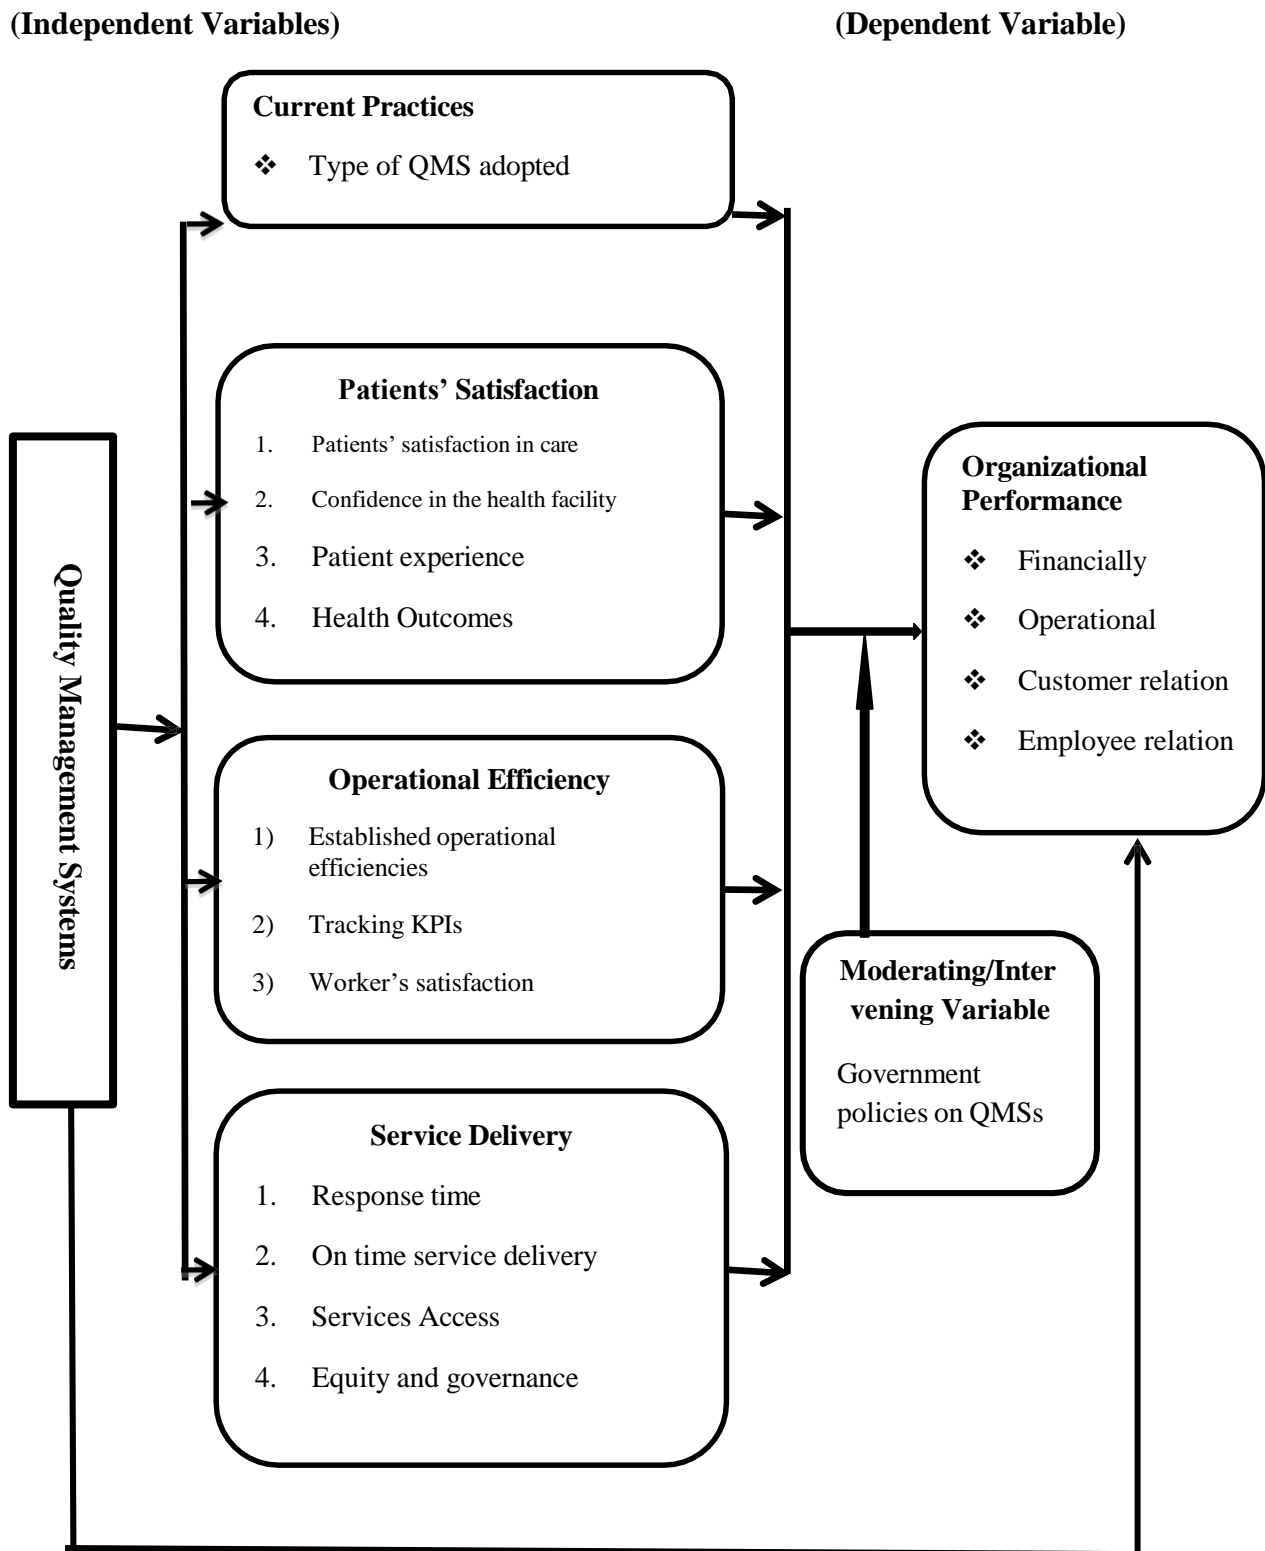 (Independent Variables)
(Dependent Variable)
Current Practices
❖ Type of QMS adopted
Patients’ Satisfaction
1. Patients’ satisfaction in care
2. Confidence in the health facility
3. Patient experience
4. Health Outcomes
Quality Management Systems
Operational Efficiency
1) Established operational
efficiencies
2) Tracking KPIs
3) Worker’s satisfaction
Service Delivery
1. Response time
2. On time service delivery
3. Services Access
4. Equity and governance
Organizational
Performance
❖ Financially
❖ Operational
❖ Customer relation
❖ Employee relation
Moderating/Inter
vening Variable
Government
policies on QMSs